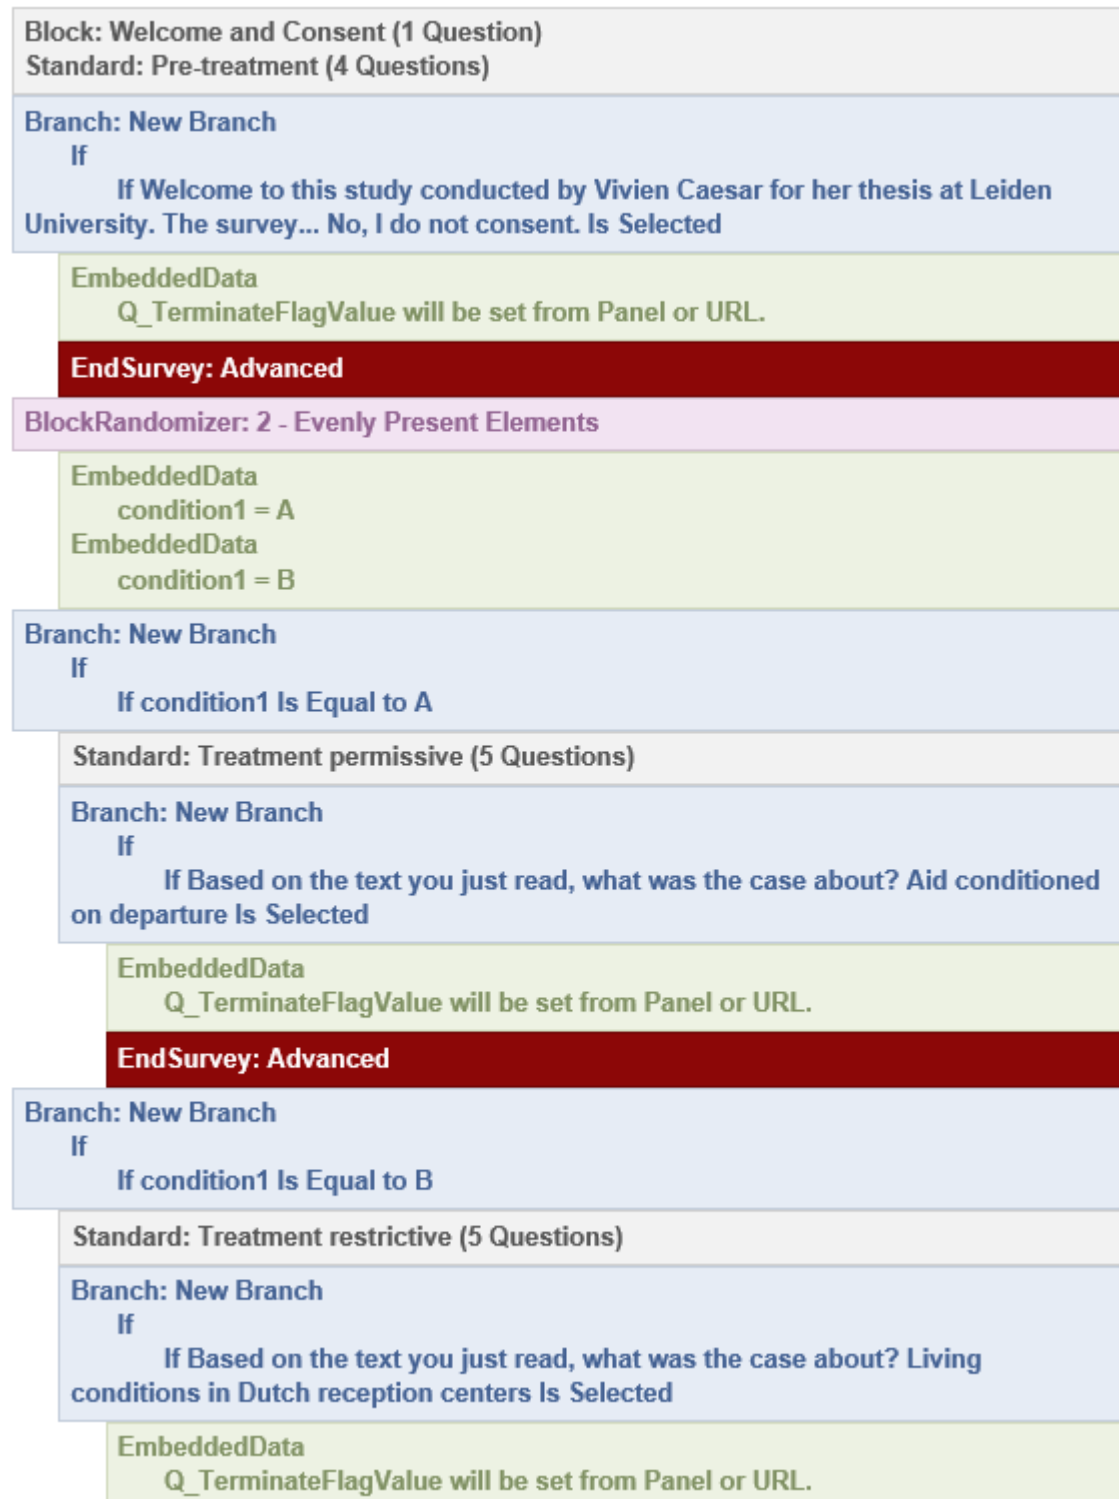 Block: Welcome and Consent (1 Question)
Standard: Pre-treatment (4 Questions)
Branch: New Branch
If
If Welcome to this study conducted by Vivien Caesar for her thesis at Leiden
University. The survey... No, I do not consent. Is Selected
EmbeddedData
Q_TerminateFlagValue will be set from Panel or URL.
EndSurvey: Advanced
BlockRandomizer: 2 - Evenly Present Elements
EmbeddedData
condition1 = A
EmbeddedData
condition1 = B
Branch: New Branch
If
If condition1 Is Equal to A
Standard: Treatment permissive (5 Questions)
Branch: New Branch
If
If Based on the text you just read, what was the case about? Aid conditioned
on departure Is Selected
EmbeddedData
Q_TerminateFlagValue will be set from Panel or URL.
EndSurvey: Advanced
Branch: New Branch
If
If condition1 Is Equal to B
Standard: Treatment restrictive (5 Questions)
Branch: New Branch
If
If Based on the text you just read, what was the case about? Living
conditions in Dutch reception centers Is Selected
EmbeddedData
Q_TerminateFlagValue will be set from Panel or URL.